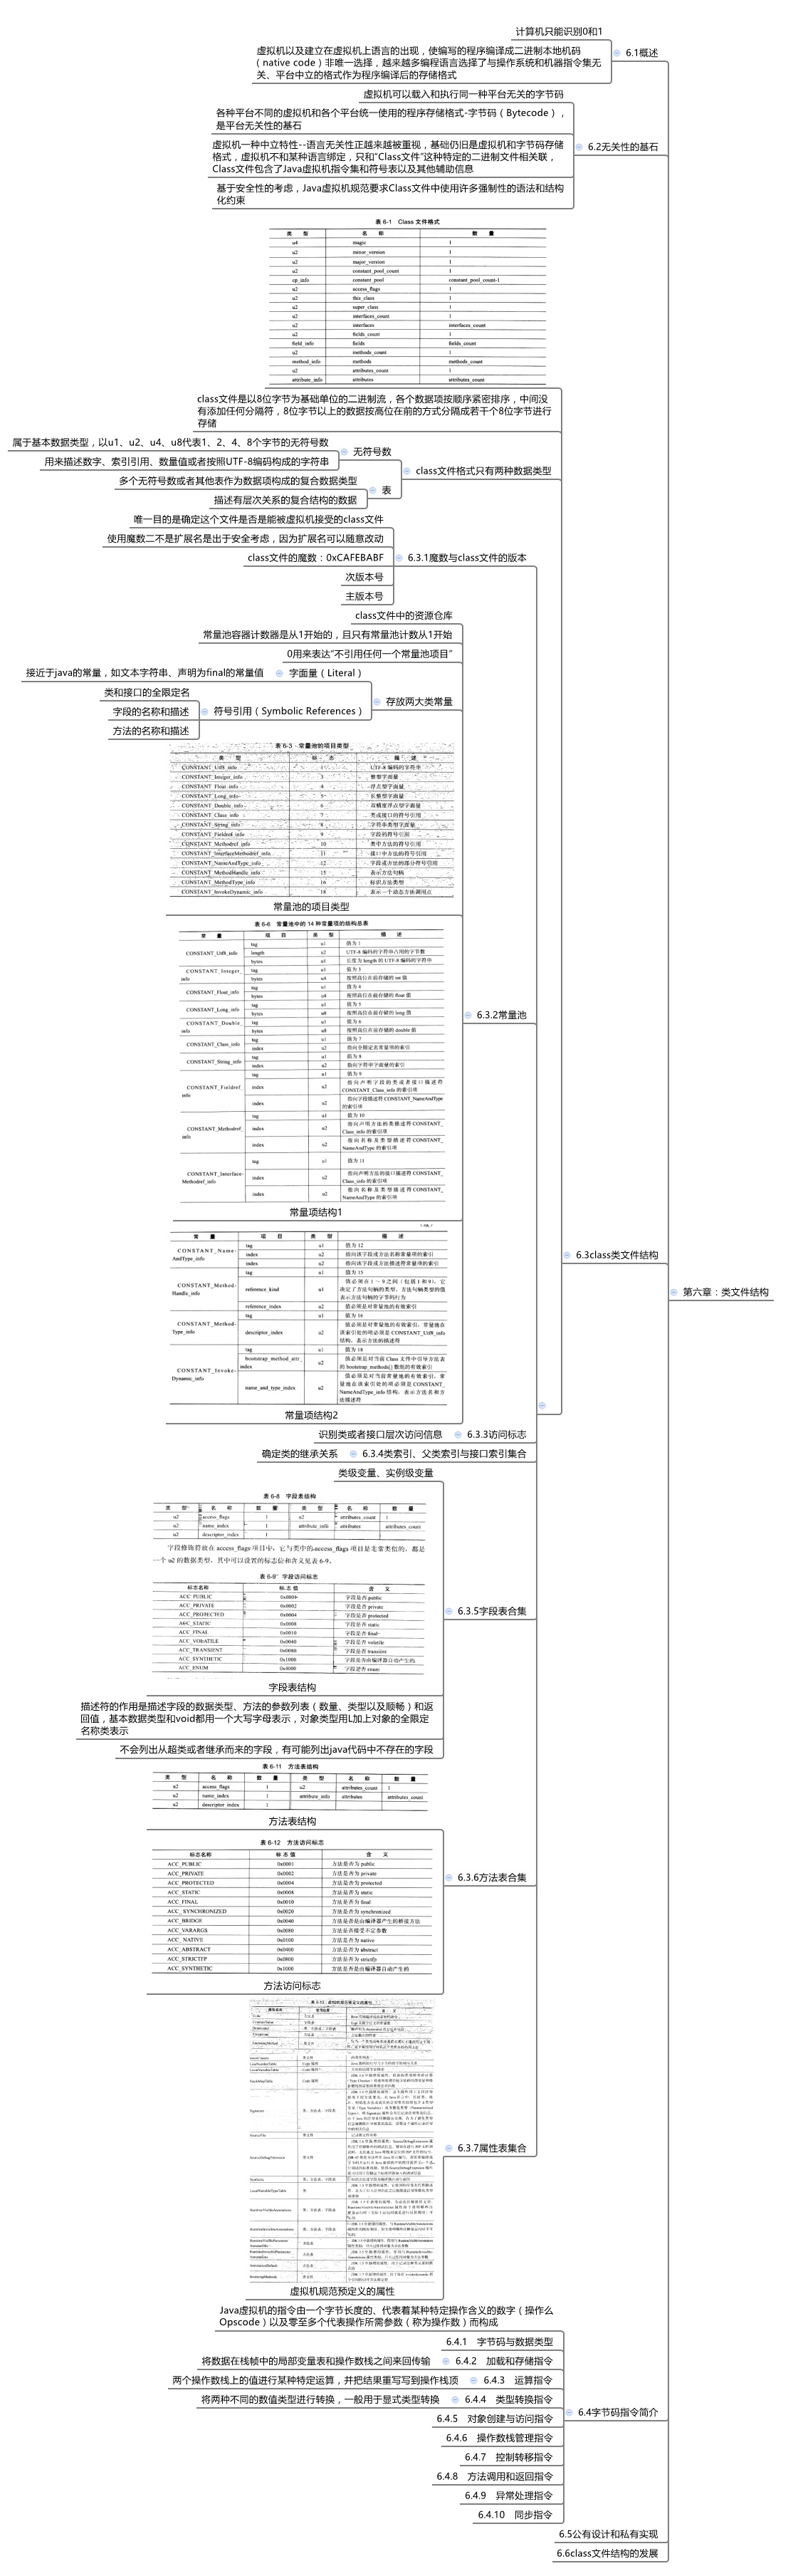 计算机只能识别0和1
虚拟机以及建立在虚拟机上语言的出现，使编写的程序编译成二进制本地机码
（native code）非唯一选择，越来越多编程语言选择了与操作系统和机器指令集无
关、平台中立的格式作为程序编译后的存储格式
6.1概述
虚拟机可以载入和执行同一种平台无关的字节码
各种平台不同的虚拟机和各个平台统一使用的程序存储格式-字节码（Bytecode），
是平台无关性的基石
虚拟机一种中立特性--语言无关性正越来越被重视，基础仍旧是虚拟机和字节码存储
格式，虚拟机不和某种语言绑定，只和“Class文件”这种特定的二进制文件相关联，
Class文件包含了Java虚拟机指令集和符号表以及其他辅助信息
基于安全性的考虑，Java虚拟机规范要求Class文件中使用许多强制性的语法和结构
化约束
6.2无关性的基石
表 6-1 Class 文件格式
类 型 名 称 数 量
u4 magic 1
u2 minor_version 1
u2 major_version 1
u2 constant_pool_count 1
cp_info constant_pool constant_pool_count-1
u2 access_flags 1
u2 this_class 1
u2 super_class 1
u2 interfaces_count 1
u2 interfaces interfaces_count
u2 fields_count 1
field_info fields fields_count
u2 methods_count 1
method_info methods methods_count
u2 attributes_count 1
attribute_info attributes attributes_count
class文件是以8位字节为基础单位的二进制流，各个数据项按顺序紧密排序，中间没
有添加任何分隔符，8位字节以上的数据按高位在前的方式分隔成若干个8位字节进行
存储
属于基本数据类型，以u1、u2、u4、u8代表1、2、4、8个字节的无符号数
用来描述数字、索引引用、数量值或者按照UTF-8编码构成的字符串
无符号数
多个无符号数或者其他表作为数据项构成的复合数据类型
描述有层次关系的复合结构的数据
表
class文件格式只有两种数据类型
唯一目的是确定这个文件是否是能被虚拟机接受的class文件
使用魔数二不是扩展名是出于安全考虑，因为扩展名可以随意改动
class文件的魔数：0xCAFEBABF
次版本号
主版本号
6.3.1魔数与class文件的版本
class文件中的资源仓库
常量池容器计数器是从1开始的，且只有常量池计数从1开始
0用来表达“不引用任何一个常量池项目”
接近于java的常量，如文本字符串、声明为final的常量值
字面量（Literal）
类和接口的全限定名
字段的名称和描述
方法的名称和描述
符号引用（Symbolic References）
存放两大类常量
表 6-3 常量池的项目类型
类 型 标 志 描 述
CONSTANT_Utf8_info 1 UTF-8 编码的字符串
CONSTANT_Integer_info 3 整型字面量
CONSTANT_Float_info 4 浮点型字面量
CONSTANT_Long_info 5 长整型字面量
CONSTANT_Double_info 6 双精度浮点型字面量
CONSTANT_Class_info 7 类或接口的符号引用
CONSTANT_String_info 8 字符串类型字面量
CONSTANT_Fieldref_info 9 字段的符号引用
CONSTANT_Methodref_info 10 类中方法的符号引用
CONSTANT_InterfaceMethodref_info 11 接口中方法的符号引用
CONSTANT_NameAndType_info 12 字段或方法的部分符号引用
CONSTANT_MethodHandle_info 15 表示方法句柄
CONSTANT_MethodType_info 16 标识方法类型
CONSTANT_InvokeDynamic_info 18 表示一个动态方法调用点
常量池的项目类型
表 6-6 常量池中的 14 种常量项的结构总表
常 量 项 目 类 型 描 述
CONSTANT_Utf8_info
tag u1 值为 1
length u2 UTF-8 编码的字符串占用的字节数
bytes u1 长度为 length 的 UTF-8 编码的字符串
CONSTANT_Integer_info
tag u1 值为 3
bytes u4 按照高位在前存储的 int 值
CONSTANT_Float_info
tag u1 值为 4
bytes u4 按照高位在前存储的 float 值
CONSTANT_Long_info
tag u1 值为 5
bytes u8 按照高位在前存储的 long 值
CONSTANT_Double_info
tag u1 值为 6
bytes u8 按照高位在前存储的 double 值
CONSTANT_Class_info
tag u1 值为 7
index u2 指向全限定名常量项的索引
CONSTANT_String_info
tag u1 值为 8
index u2 指向字符串字面量的索引
CONSTANT_Fieldref_info
tag u1 值为 9
index u2 指向声明字段的类或者接口描述符 CONSTANT_Class_info 的索引项
index u2 指向字段描述符 CONSTANT_NameAndType 的索引项
CONSTANT_Methodref_info
tag u1 值为 10
index u2 指向声明方法的类描述符 CONSTANT_Class_info 的索引项
index u2 指向名称及类型描述符 CONSTANT_NameAndType 的索引项
CONSTANT_Interface-Methodref_info
tag u1 值为 11
index u2 指向声明方法的接口描述符 CONSTANT_Class_info 的索引项
index u2 指向名称及类型描述符 CONSTANT_NameAndType 的索引项
常量项结构1
常 量 项 目 类 型 描 述
CONSTANT_Name-AndType_info
tag u1 值为 12
index u2 指向该字段或方法名称常量项的索引
index u2 指向该字段或方法描述符常量项的索引
CONSTANT_Method-Handle_info
tag u1 值为 15
reference_kind u1 值必须在 1 ~ 9 之间（包括 1 和 9），它决定了方法句柄的类型。方法句柄类型的值表示方法句柄的字节码行为
reference_index u2 值必须是对常量池的有效索引
CONSTANT_Method-Type_info
tag u1 值为 16
descriptor_index u2 值必须是对常量池的有效索引，常量池在该索引处的项必须是 CONSTANT_Utf8_info 结构，表示方法的描述符
CONSTANT_Invoke-Dynamic_info
tag u1 值为 18
bootstrap_method_attr_index u2 值必须是对当前 Class 文件中引导方法表的 bootstrap_methods[] 数组的有效索引
name_and_type_index u2 值必须是对当前常量池的有效索引，常量池在该索引处的项必须是 CONSTANT_NameAndType_info 结构，表示方法名和方法描述符
常量项结构2
6.3.2常量池
识别类或者接口层次访问信息
6.3.3访问标志
确定类的继承关系
6.3.4类索引、父类索引与接口索引集合
类级变量、实例级变量
表 6-8 字段表结构
类 型 名 称 数 量 类 型 名 称 数 量
u2 access_flags 1 u2 attributes_count 1
u2 name_index 1 attribute_info attributes attributes_count
u2 descriptor_index 1
字段修饰符放在 access_flags 项目中，它与类中的 access_flags 项目是非常类似的，都是
一个 u2 的数据类型，其中可以设置的标志位和含义见表 6-9。
表 6-9 字段访问标志
标志名称 标志值 含 义
ACC_PUBLIC 0x0001 字段是否 public
ACC_PRIVATE 0x0002 字段是否 private
ACC_PROTECTED 0x0004 字段是否 protected
ACC_STATIC 0x0008 字段是否 static
ACC_FINAL 0x0010 字段是否 final
ACC_VOLATILE 0x0040 字段是否 volatile
ACC_TRANSIENT 0x0080 字段是否 transient
ACC_SYNTHETIC 0x1000 字段是否由编译器自动产生的
ACC_ENUM 0x4000 字段是否 enum
字段表结构
描述符的作用是描述字段的数据类型、方法的参数列表（数量、类型以及顺畅）和返
回值，基本数据类型和void都用一个大写字母表示，对象类型用L加上对象的全限定
名称类表示
不会列出从超类或者继承而来的字段，有可能列出java代码中不存在的字段
6.3.5字段表合集
表 6-11 方法表结构
类 型 名 称 数 量 类 型 名 称 数 量
u2 access_flags 1 u2 attributes_count 1
u2 name_index 1 attribute_info attributes attributes_count
u2 descriptor_index 1
方法表结构
表 6-12 方法访问标志
标志名称 标志值 含 义
ACC_PUBLIC 0x0001 方法是否为 public
ACC_PRIVATE 0x0002 方法是否为 private
ACC_PROTECTED 0x0004 方法是否为 protected
ACC_STATIC 0x0008 方法是否为 static
ACC_FINAL 0x0010 方法是否为 final
ACC_SYNCHRONIZED 0x0020 方法是否为 synchronized
ACC_BRIDGE 0x0040 方法是否是由编译器产生的桥接方法
ACC_VARARGS 0x0080 方法是否接受不定参数
ACC_NATIVE 0x0100 方法是否为 native
ACC_ABSTRACT 0x0400 方法是否为 abstract
ACC_STRICTFP 0x0800 方法是否为 strictfp
ACC_SYNTHETIC 0x1000 方法是否是由编译器自动产生的
方法访问标志
6.3.6方法表合集
虚拟机规范预定义的属性
6.3.7属性表集合
6.3class类文件结构
第六章：类文件结构
Java虚拟机的指令由一个字节长度的、代表着某种特定操作含义的数字（操作么
Opscode）以及零至多个代表操作所需参数（称为操作数）而构成
6.4.1 字节码与数据类型
将数据在栈帧中的局部变量表和操作数栈之间来回传输
6.4.2 加载和存储指令
两个操作数栈上的值进行某种特定运算，并把结果重写写到操作栈顶
6.4.3 运算指令
将两种不同的数值类型进行转换，一般用于显式类型转换
6.4.4 类型转换指令
6.4.5 对象创建与访问指令
6.4.6 操作数栈管理指令
6.4.7 控制转移指令
6.4.8 方法调用和返回指令
6.4.9 异常处理指令
6.4.10 同步指令
6.4字节码指令简介
6.5公有设计和私有实现
6.6class文件结构的发展